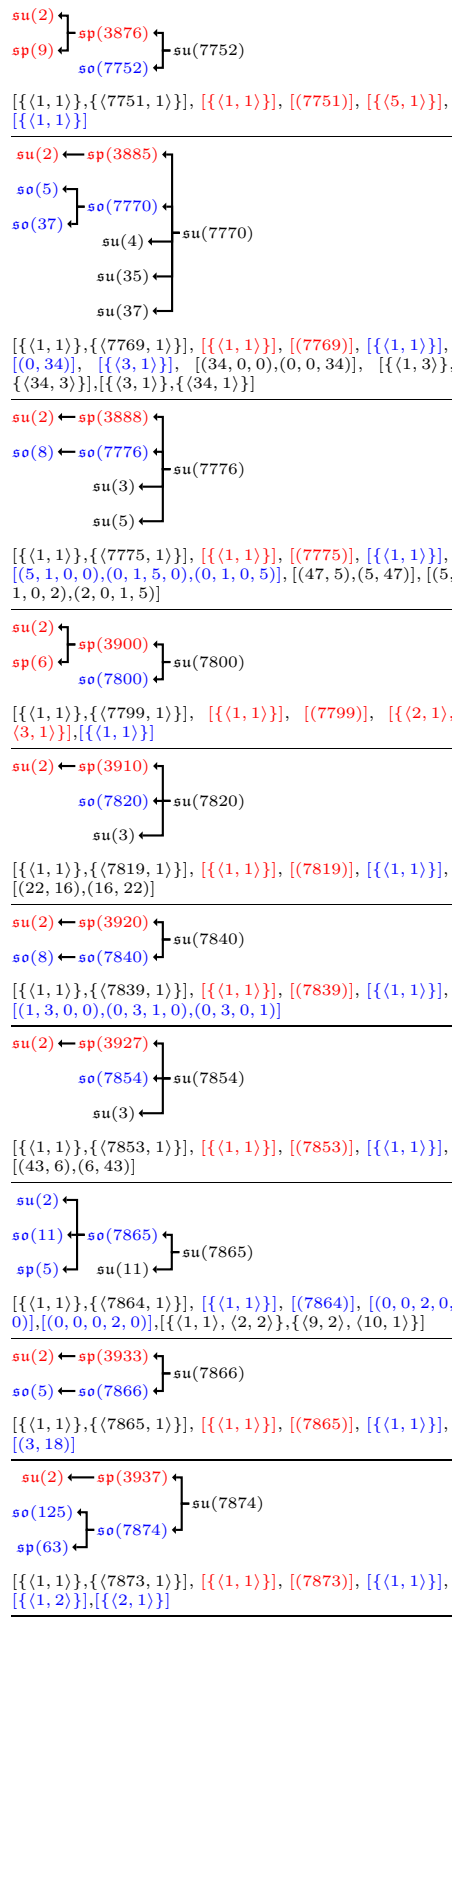 𝔰𝔲(2)
𝔰𝔭(3876)
𝔰𝔭(9)
𝔰𝔲(7752)
𝔰𝔬(7752)
[{⟨1, 1⟩},{⟨7751, 1⟩}], [{⟨1, 1⟩}], [(7751)], [{⟨5, 1⟩}],
[{⟨1, 1⟩}]
𝔰𝔲(2) 𝔰𝔭(3885)
𝔰𝔬(5)
𝔰𝔬(7770)
𝔰𝔬(37)
𝔰𝔲(7770)
𝔰𝔲(4)
𝔰𝔲(35)
𝔰𝔲(37)
[{⟨1, 1⟩},{⟨7769, 1⟩}], [{⟨1, 1⟩}], [(7769)], [{⟨1, 1⟩}],
[(0, 34)], [{⟨3, 1⟩}], [(34, 0, 0),(0, 0, 34)], [{⟨1, 3⟩},
{⟨34, 3⟩}],[{⟨3, 1⟩},{⟨34, 1⟩}]
𝔰𝔲(2) 𝔰𝔭(3888)
𝔰𝔬(8) 𝔰𝔬(7776)
𝔰𝔲(7776)
𝔰𝔲(3)
𝔰𝔲(5)
[{⟨1, 1⟩},{⟨7775, 1⟩}], [{⟨1, 1⟩}], [(7775)], [{⟨1, 1⟩}],
[(5, 1, 0, 0),(0, 1, 5, 0),(0, 1, 0, 5)], [(47, 5),(5, 47)], [(5,
1, 0, 2),(2, 0, 1, 5)]
𝔰𝔲(2)
𝔰𝔭(3900)
𝔰𝔭(6)
𝔰𝔲(7800)
𝔰𝔬(7800)
[{⟨1, 1⟩},{⟨7799, 1⟩}], [{⟨1, 1⟩}], [(7799)], [{⟨2, 1⟩,
⟨3, 1⟩}],[{⟨1, 1⟩}]
𝔰𝔲(2) 𝔰𝔭(3910)
𝔰𝔬(7820) 𝔰𝔲(7820)
𝔰𝔲(3)
[{⟨1, 1⟩},{⟨7819, 1⟩}], [{⟨1, 1⟩}], [(7819)], [{⟨1, 1⟩}],
[(22, 16),(16, 22)]
𝔰𝔲(2) 𝔰𝔭(3920)
𝔰𝔲(7840)
𝔰𝔬(8) 𝔰𝔬(7840)
[{⟨1, 1⟩},{⟨7839, 1⟩}], [{⟨1, 1⟩}], [(7839)], [{⟨1, 1⟩}],
[(1, 3, 0, 0),(0, 3, 1, 0),(0, 3, 0, 1)]
𝔰𝔲(2) 𝔰𝔭(3927)
𝔰𝔬(7854) 𝔰𝔲(7854)
𝔰𝔲(3)
[{⟨1, 1⟩},{⟨7853, 1⟩}], [{⟨1, 1⟩}], [(7853)], [{⟨1, 1⟩}],
[(43, 6),(6, 43)]
𝔰𝔲(2)
𝔰𝔬(11) 𝔰𝔬(7865)
𝔰𝔲(7865)
𝔰𝔭(5) 𝔰𝔲(11)
[{⟨1, 1⟩},{⟨7864, 1⟩}], [{⟨1, 1⟩}], [(7864)], [(0, 0, 2, 0,
0)],[(0, 0, 0, 2, 0)],[{⟨1, 1⟩, ⟨2, 2⟩},{⟨9, 2⟩, ⟨10, 1⟩}]
𝔰𝔲(2) 𝔰𝔭(3933)
𝔰𝔲(7866)
𝔰𝔬(5) 𝔰𝔬(7866)
[{⟨1, 1⟩},{⟨7865, 1⟩}], [{⟨1, 1⟩}], [(7865)], [{⟨1, 1⟩}],
[(3, 18)]
𝔰𝔲(2) 𝔰𝔭(3937)
𝔰𝔲(7874)
𝔰𝔬(125)
𝔰𝔬(7874)
𝔰𝔭(63)
[{⟨1, 1⟩},{⟨7873, 1⟩}], [{⟨1, 1⟩}], [(7873)], [{⟨1, 1⟩}],
[{⟨1, 2⟩}],[{⟨2, 1⟩}]